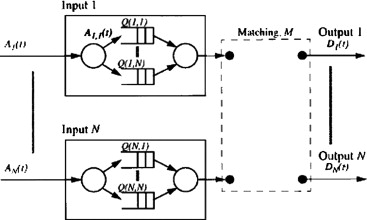 Input 1
A1(t)
A1,1(t)
Q(1,1)
Q(1,N)
Matching, M
Output 1
D1(t)
Input N
AN(t)
Q(N,1)
Q(N,N)
Output N
DN(t)